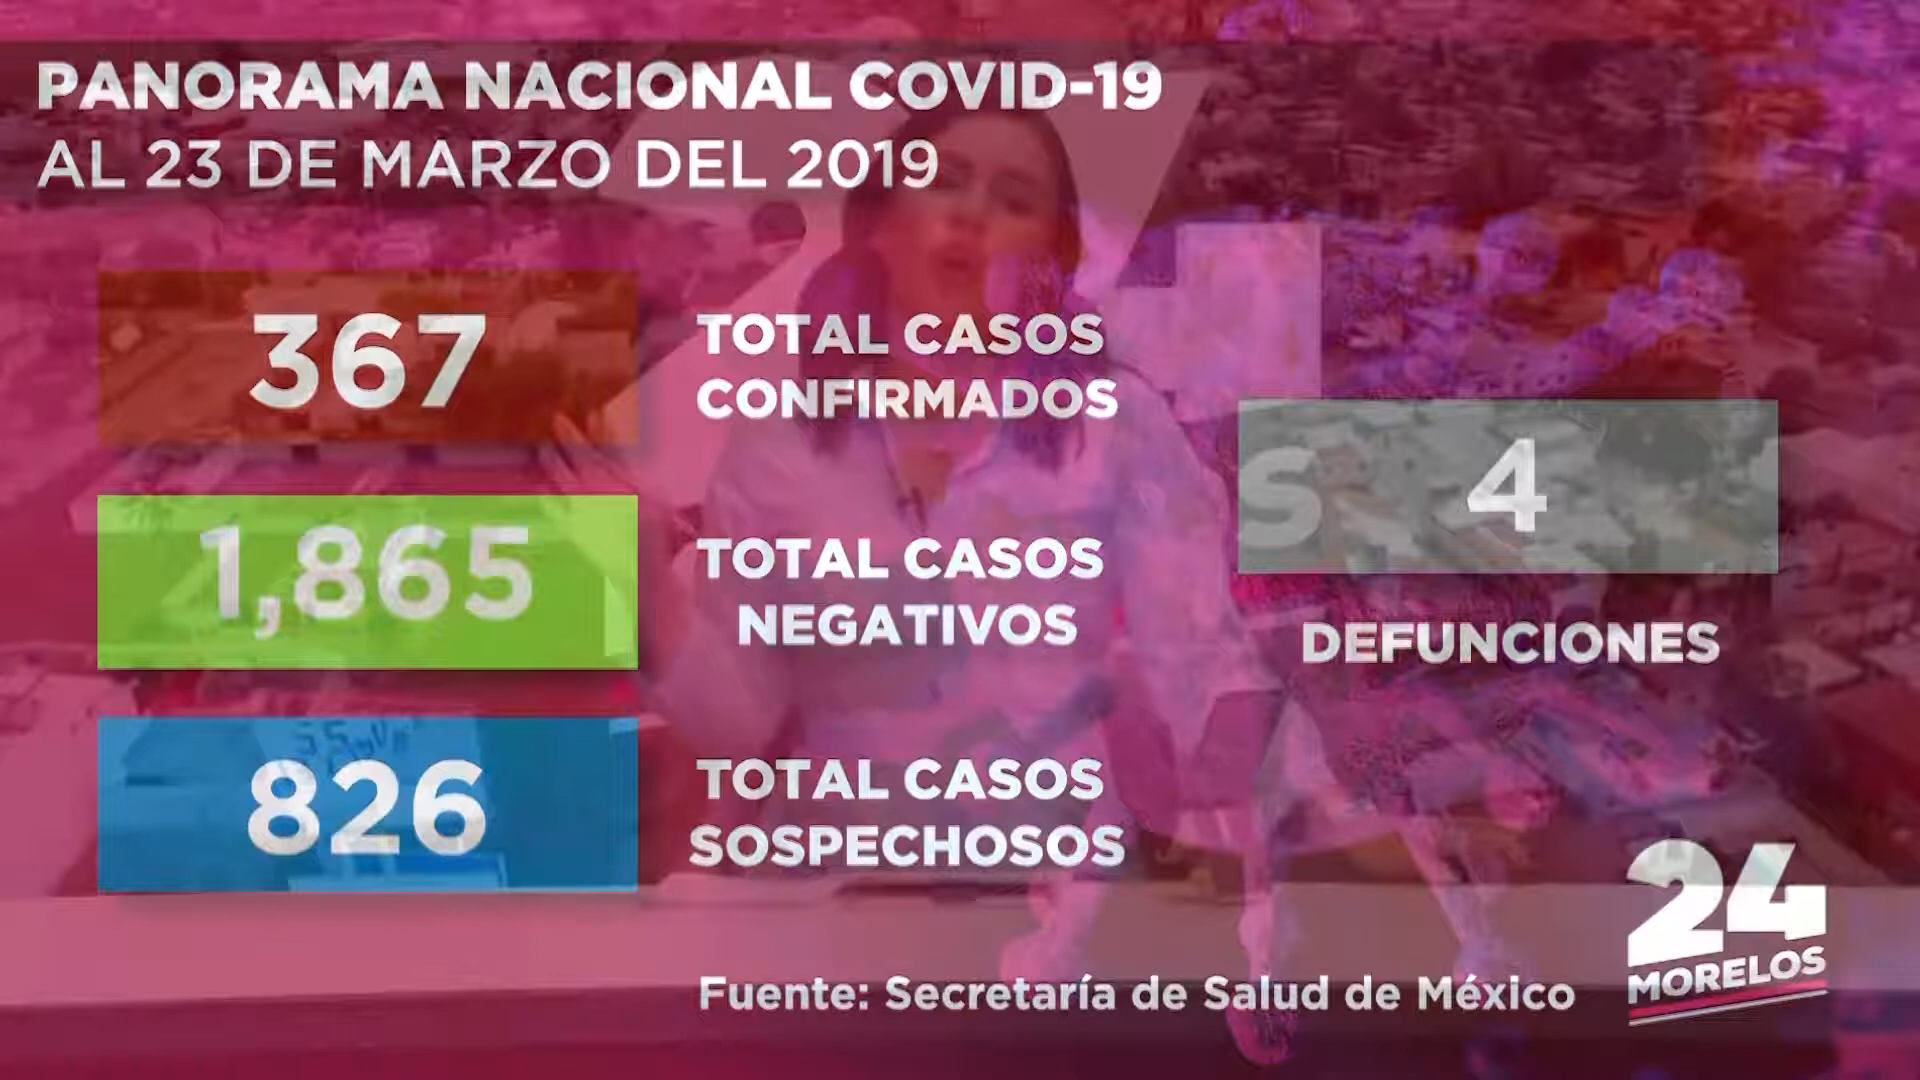 PANORAMA NACIONAL COVID-19
AL 23 DE MARZO DEL 2019
367
TOTAL CASOS
CONFIRMADOS
1,865
TOTAL CASOS
NEGATIVOS
826
TOTAL CASOS
SOSPECHOSOS
S
4
DEFUNCIONES
Fuente: Secretaría de Salud de México
24
MORELOS